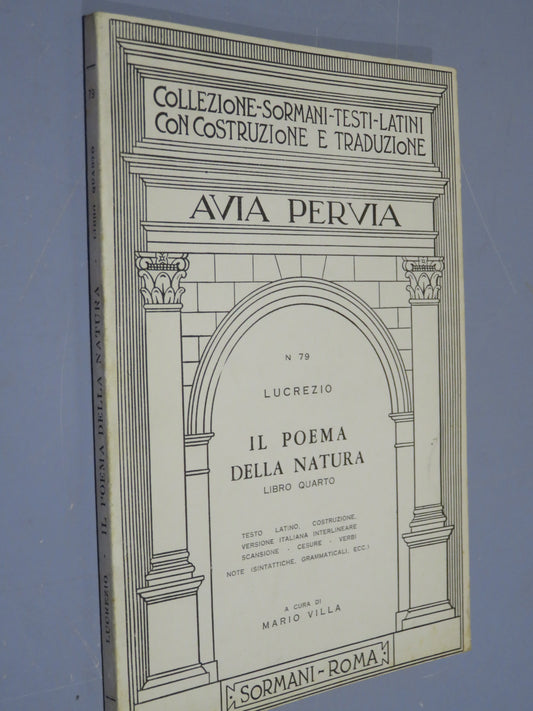 COLLEZIONE-SORMANI-TESTI-LATINI
CON COSTRUZIONE E TRADUZIONE
AVIA PERVIA
N 79
LUCREZIO
IL POEMA
DELLA NATURA
LIBRO QUARTO
TESTO LATINO, COSTRUZIONE,
VERSIONE ITALIANA INTERLINEARE
SCANSIONE - CESURE - VERBI
NOTE (SINTATTICHE, GRAMMATICALI, ECC.)
A CURA DI
MARIO VILLA
SORMANI-ROMA
LUCREZIO - IL POEMA DELLA NATURA - LIBRO QUARTO